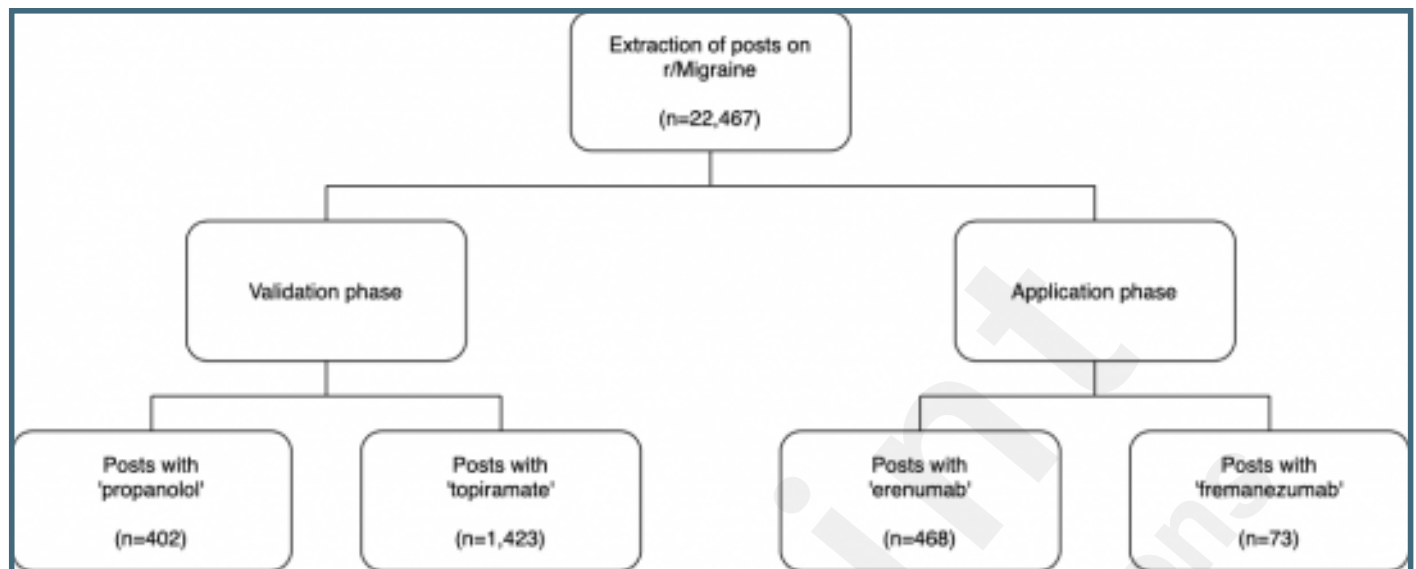 Extraction of posts on
r/Migraine
(n=22,467)
Validation phase
Application phase
Posts with
'propanolol'
(n=402)
Posts with
'topiramate'
(n=1,423)
Posts with
'erenumab'
(n=468)
Posts with
'fremanezumab'
(n=73)